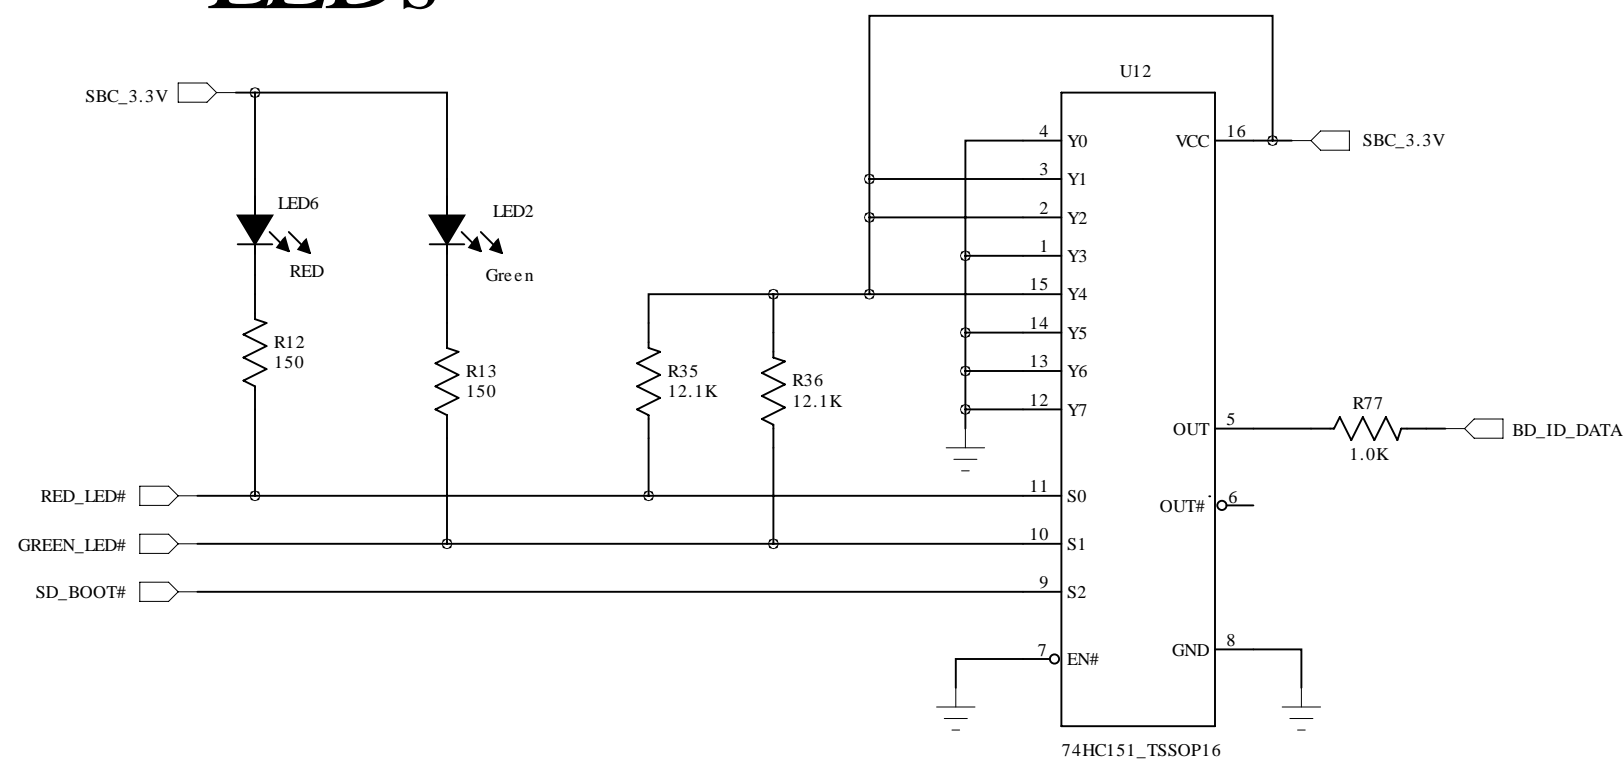 LEDs
U12
SBC_3.3V
4 Y0 VCC 16 SBC_3.3V
3 Y1
LED6
LED2
2 Y2
1 Y3
RED
Green
15 Y4
14 Y5
R12
150
R13
150
R35
12.1K
R36
12.1K
13 Y6
12 Y7
R77
OUT 5 BD_ID_DATA
1.0K
RED_LED# 11 S0
OUT# 6
GREEN_LED# 10 S1
SD_BOOT# 9 S2
7 EN# GND 8
74HC151_TSSOP16